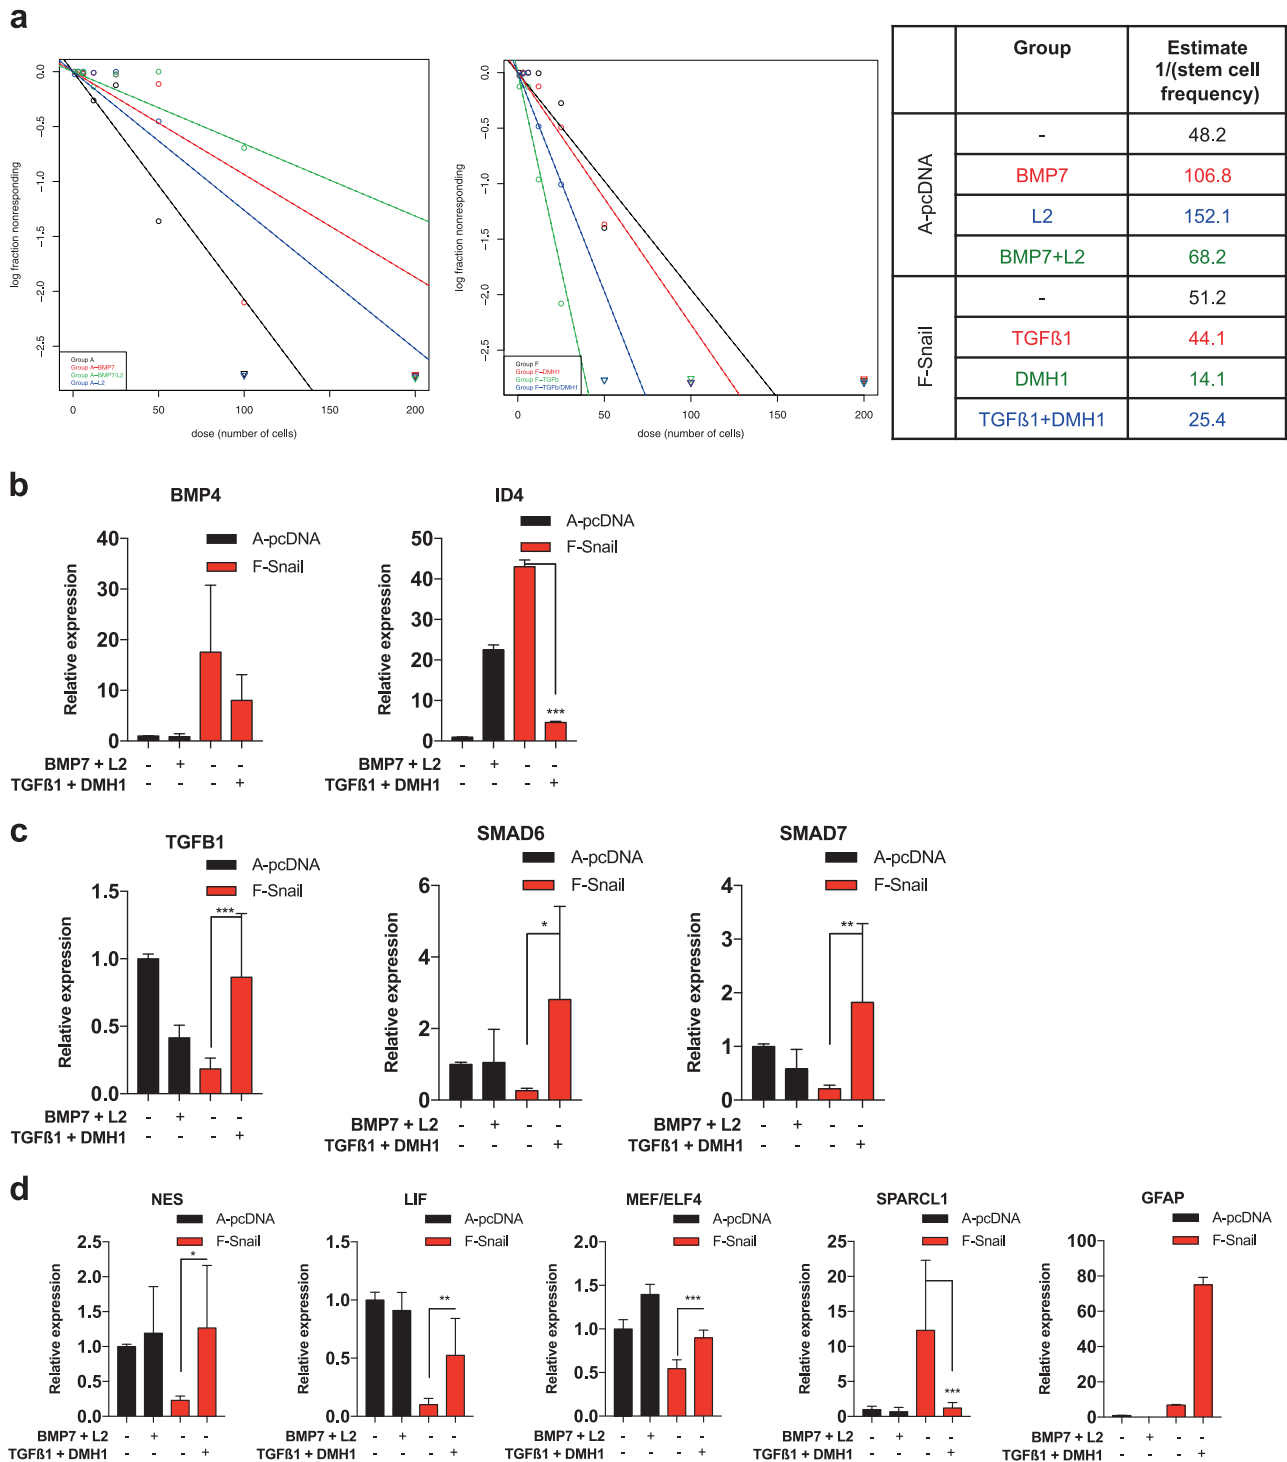 a
0.0
−0.5
−1.0
−1.5
−2.0
−2.5
log fraction nonresponding
0 50 100 150 200
dose (number of cells)
Group A
Group A−BMP7
Group A−BMP7/L2
Group A−L2
0.0
−0.5
−1.0
−1.5
−2.0
−2.5
log fraction nonresponding
0 50 100 150 200
dose (number of cells)
Group F
Group F−DMH1
Group F−TGFb
Group F−TGFb/DMH1
Group Estimate
1/(stem cell
frequency)
A-pcDNA
- 48.2
BMP7 106.8
L2 152.1
BMP7+L2 68.2
F-Snail
- 51.2
TGFß1 44.1
DMH1 14.1
TGFß1+DMH1 25.4
b
BMP4
A-pcDNA
F-Snail
Relative expression
40
30
20
10
0
BMP7 + L2 - + - -
TGFß1 + DMH1 - - - +
ID4
A-pcDNA
F-Snail
Relative expression
50
40
30
20
10
0
***
- + - -
- - - +
c
TGFB1
A-pcDNA
F-Snail
Relative expression
1.5
1.0
0.5
0.0
***
BMP7 + L2 - + - -
TGFß1 + DMH1 - - - +
SMAD6
A-pcDNA
F-Snail
Relative expression
6
4
2
0
*
BMP7 + L2 - + - -
TGFß1 + DMH1 - - - +
SMAD7
A-pcDNA
F-Snail
Relative expression
4
3
2
1
0
**
BMP7 + L2 - + - -
TGFß1 + DMH1 - - - +
d
NES
A-pcDNA
F-Snail
Relative expression
2.5
2.0
1.5
1.0
0.5
0.0
*
BMP7 + L2 - + - -
TGFß1 + DMH1 - - - +
LIF
A-pcDNA
F-Snail
Relative expression
1.5
1.0
0.5
0.0
**
BMP7 + L2 - + - -
TGFß1 + DMH1 - - - +
MEF/ELF4
A-pcDNA
F-Snail
Relative expression
2.0
1.5
1.0
0.5
0.0
***
BMP7 + L2 - + - -
TGFß1 + DMH1 - - - +
SPARCL1
A-pcDNA
F-Snail
Relative expression
25
20
15
10
5
0
***
BMP7 + L2 - + - -
TGFß1 + DMH1 - - - +
GFAP
A-pcDNA
F-Snail
Relative expression
80
60
40
20
0
BMP7 + L2 - + - -
TGFß1 + DMH1 - - - +